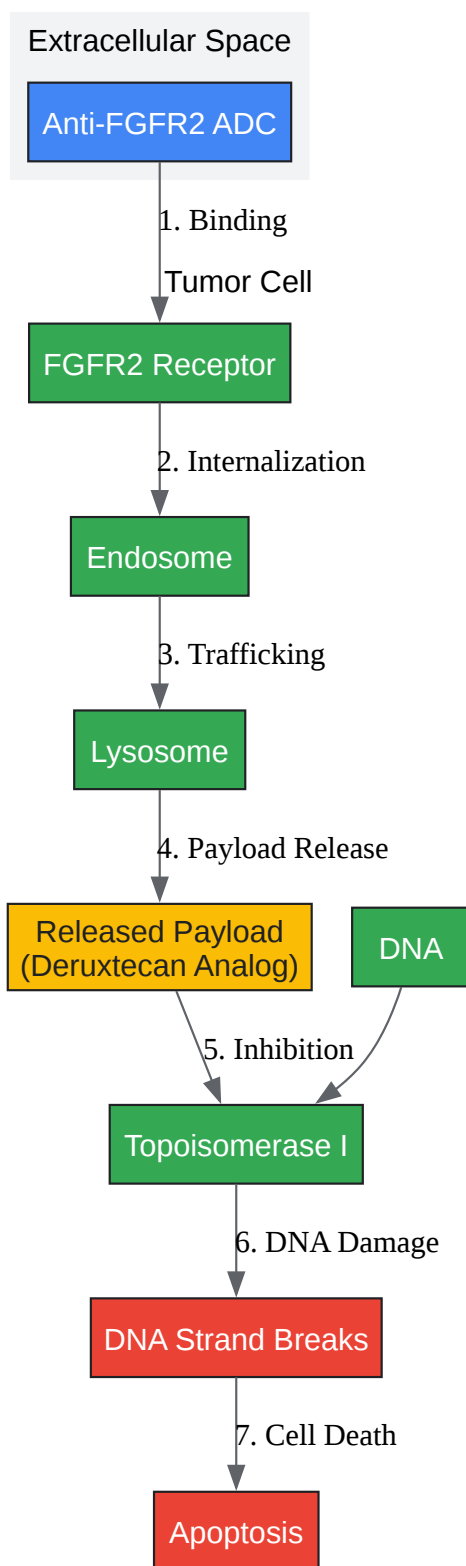 Extracellular Space
Anti-FGFR2 ADC
1. Binding
Tumor Cell
FGFR2 Receptor
2. Internalization
Endosome
3. Trafficking
Lysosome
4. Payload Release
Released Payload
(Deruxtecan Analog)
DNA
5. Inhibition
Topoisomerase I
6. DNA Damage
DNA Strand Breaks
7. Cell Death
Apoptosis